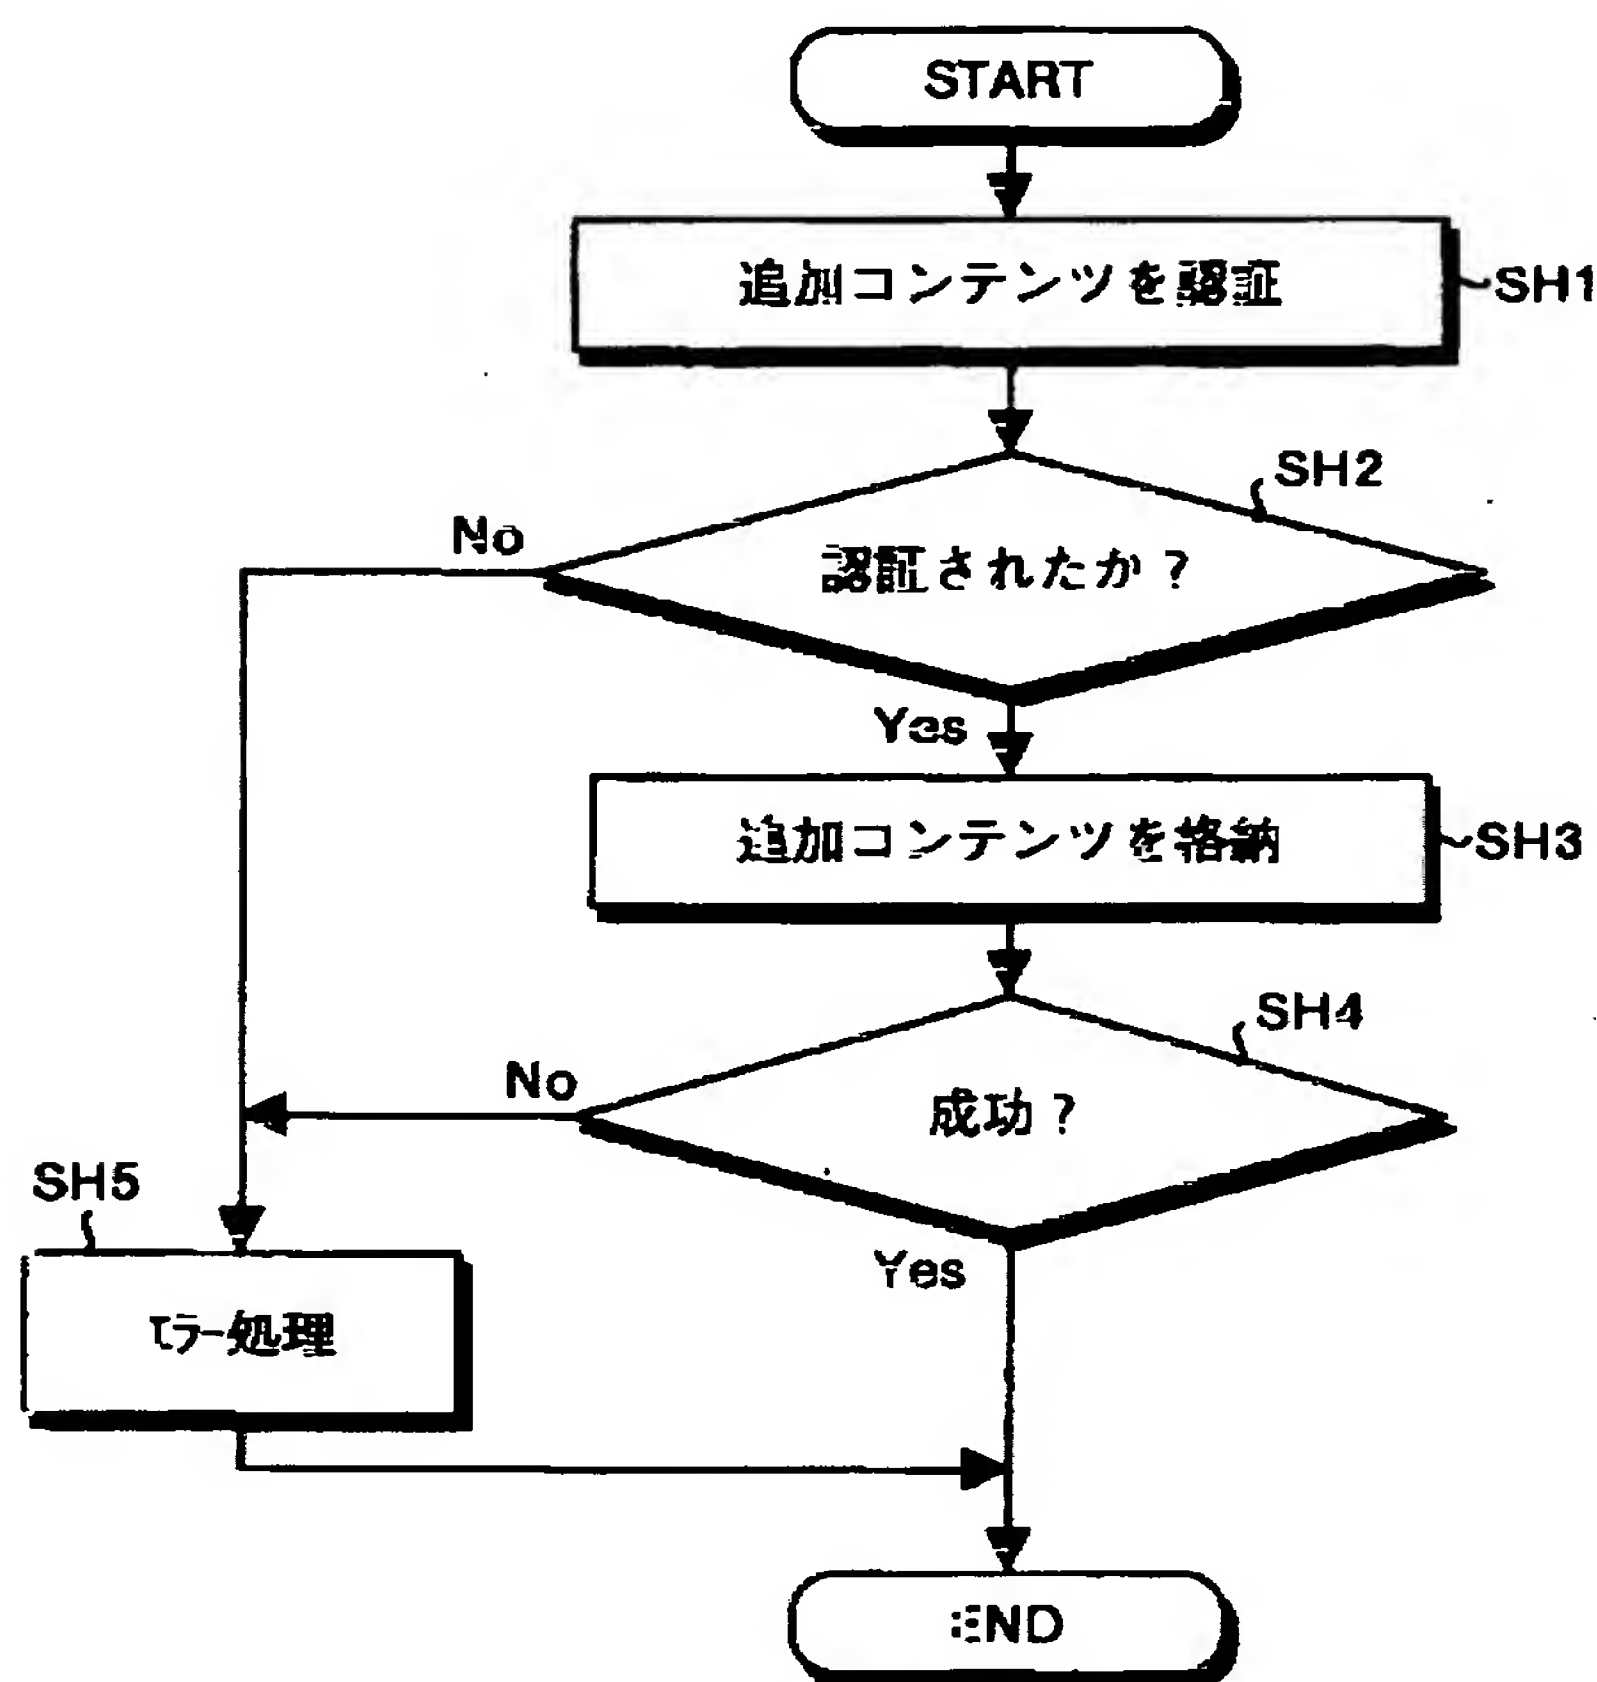 START
追加コンテンツを認証
SH1
SH2
No
認証されたか？
Yes
追加コンテンツを格納
SH3
SH4
No
成功？
SH5
Yes
エラー処理
END